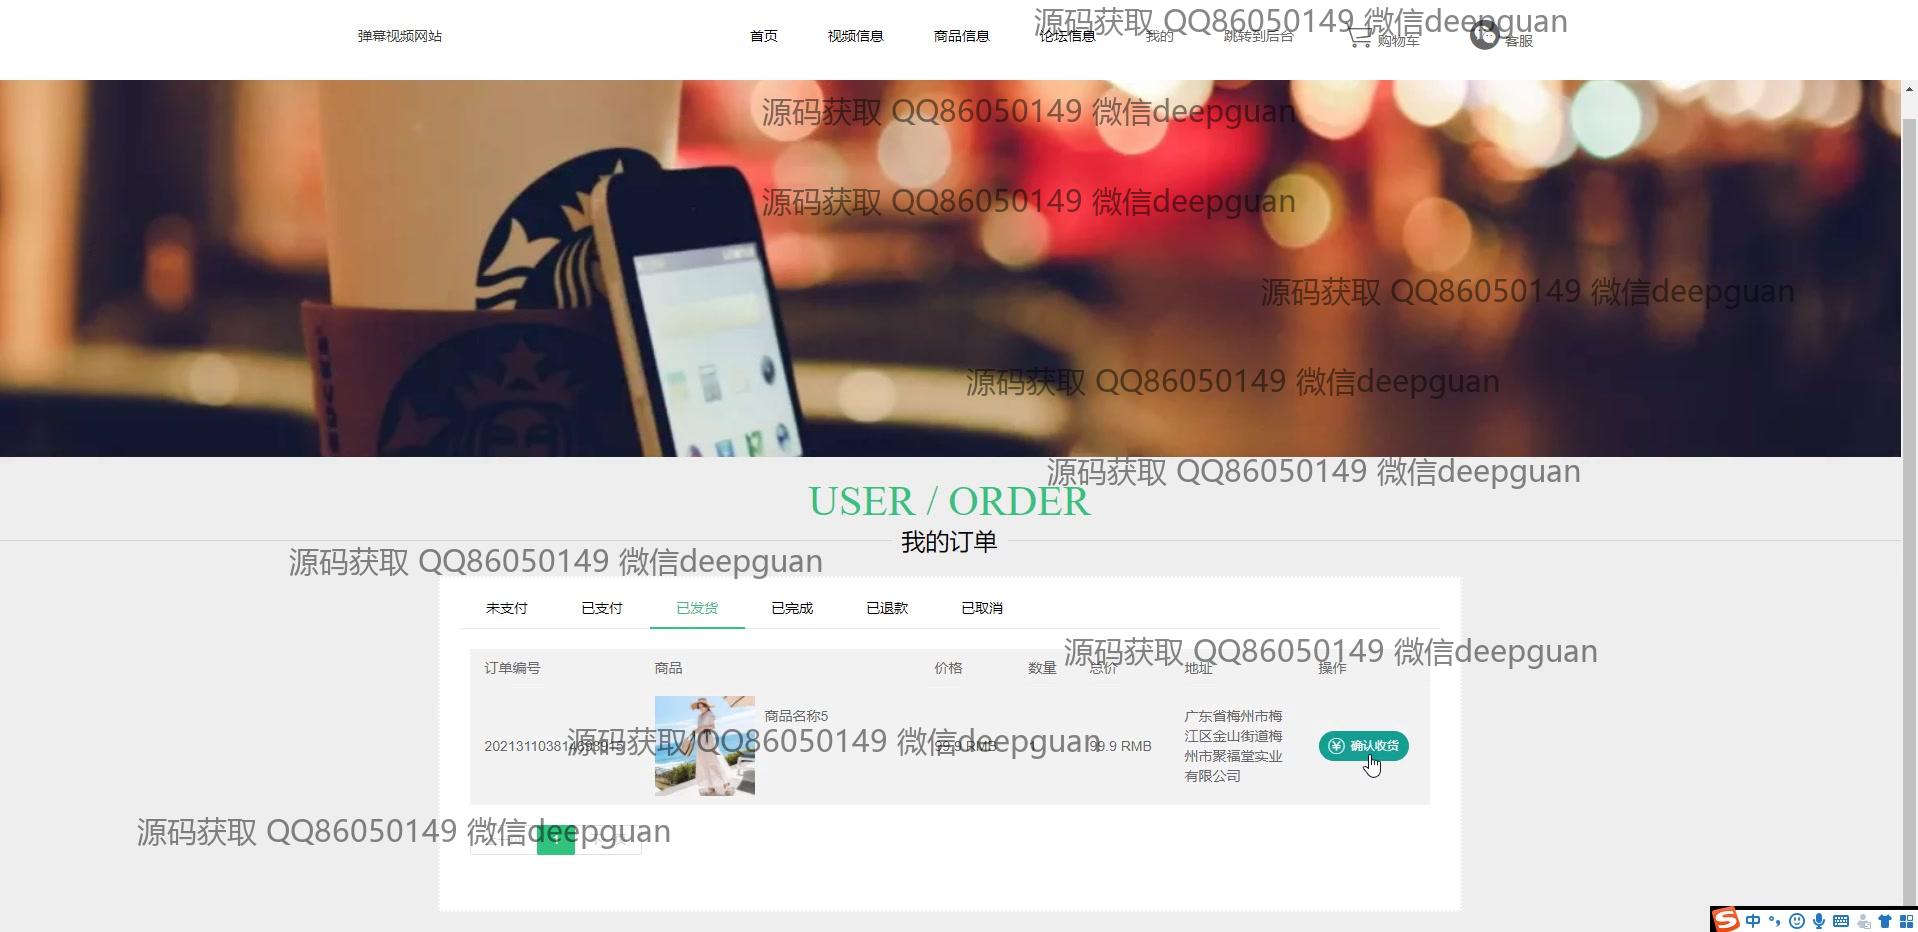 弹幕视频网站
首页
视频信息
商品信息
论坛信息
我的
跳转到后台
购物车
客服
源码获取 QQ86050149 微信deepguan
源码获取 QQ86050149 微信deepguan
源码获取 QQ86050149 微信deepguan
源码获取 QQ86050149 微信deepguan
源码获取 QQ86050149 微信deepguan
源码获取 QQ86050149 微信deepguan
USER / ORDER
我的订单
源码获取 QQ86050149 微信deepguan
未支付
已支付
已发货
已完成
已退款
已取消
源码获取 QQ86050149 微信deepguan
订单编号
商品
价格
数量
总价
地址
操作
商品名称5
源码获取 QQ86050149 微信deepguan
99.9 RMB
1
99.9 RMB
广东省梅州市梅
江区金山街道梅
州市聚福堂实业
有限公司
确认收货
源码获取 QQ86050149 微信deepguan
1
中